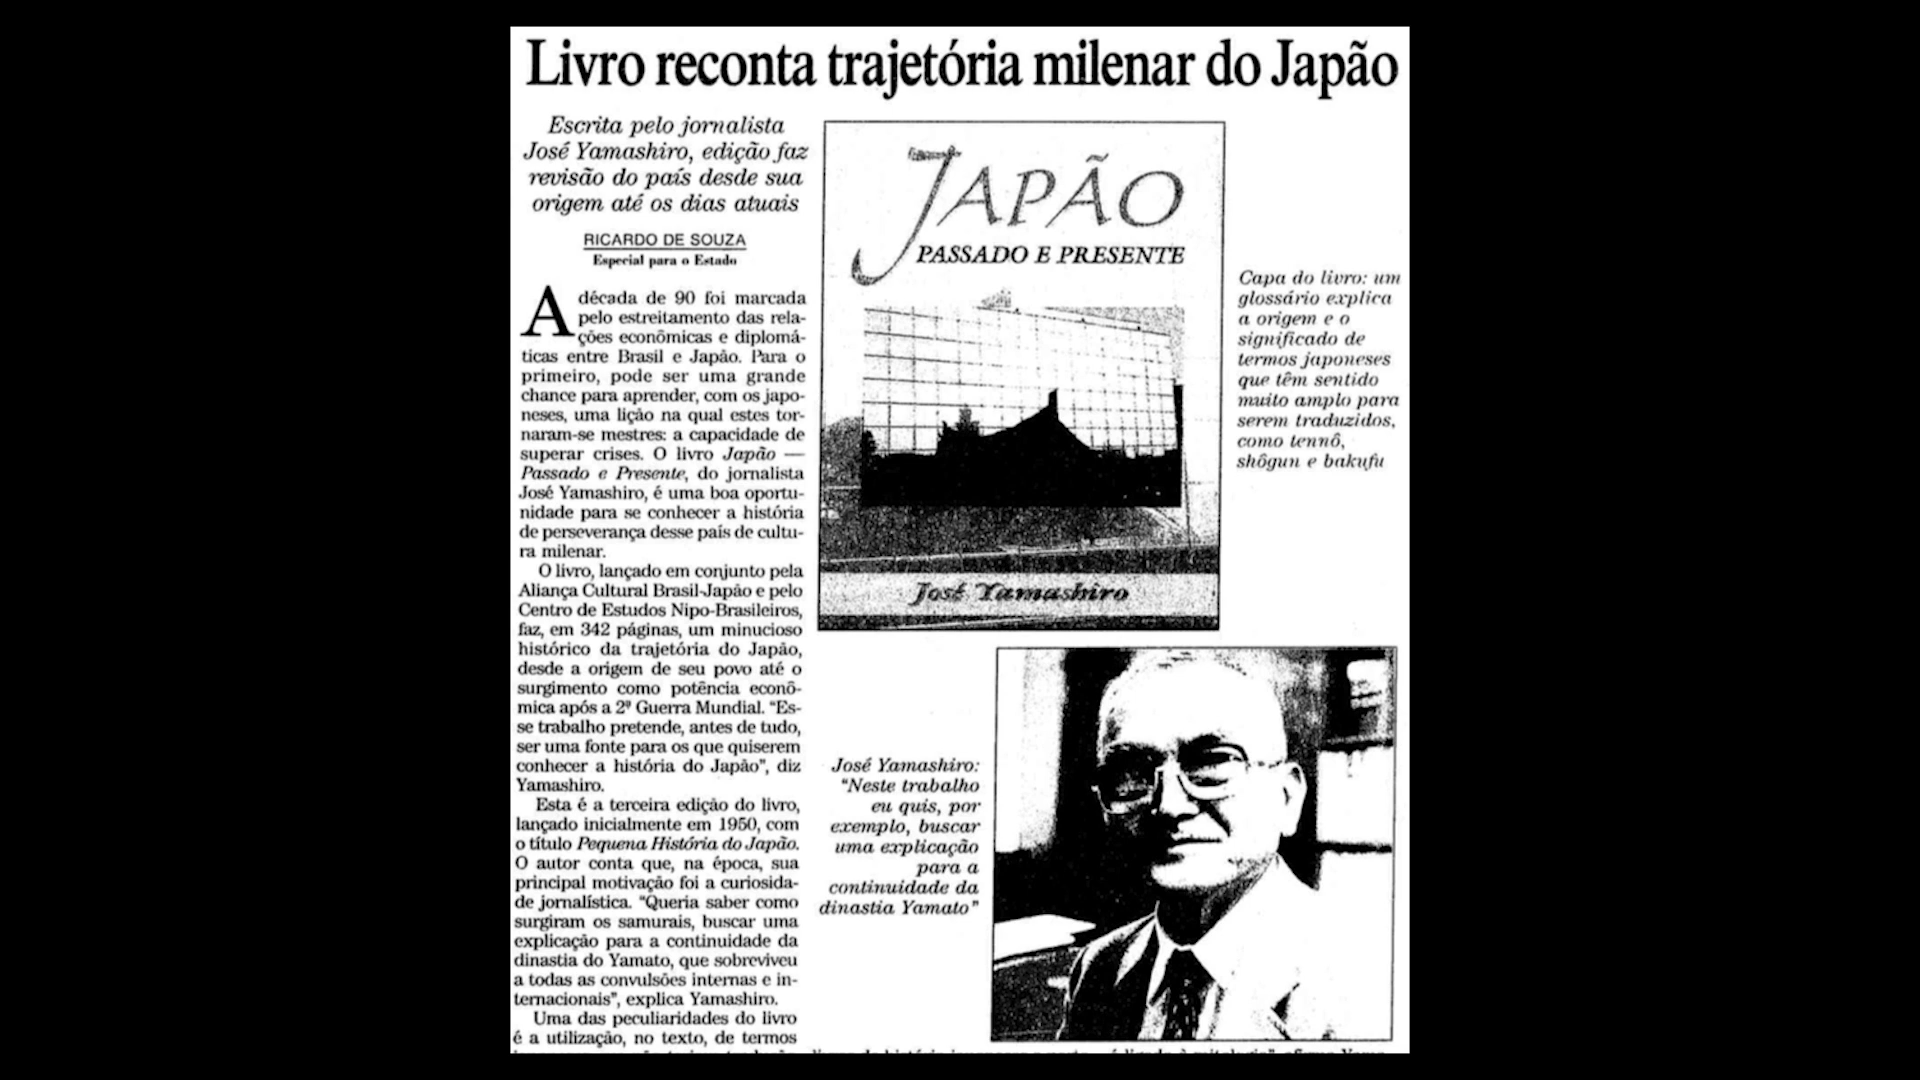 Livro reconta trajetória milenar do Japão
Escrita pelo jornalista
José Yamashiro, edição faz
revisão do país desde sua
origem até os dias atuais
RICARDO DE SOUZA
Especial para o Estado
A década de 90 foi marcada
pelo estreitamento das rela-
ções econômicas e diplomá-
ticas entre Brasil e Japão. Para o
primeiro, pode ser uma grande
chance para aprender, com os japo-
neses, uma lição na qual estes tor-
naram-se mestres: a capacidade de
superar crises. O livro Japão —
Passado e Presente, do jornalista
José Yamashiro, é uma boa oportu-
nidade para se conhecer a história
de perseverança desse país de cultu-
ra milenar.
O livro, lançado em conjunto pela
Aliança Cultural Brasil-Japão e pelo
Centro de Estudos Nipo-Brasileiros,
faz, em 342 páginas, um minucioso
histórico da trajetória do Japão,
desde a origem de seu povo até o
surgimento como potência econô-
mica após a 2ª Guerra Mundial. “Es-
se trabalho pretende, antes de tudo,
ser uma fonte para os que quiserem
conhecer a história do Japão”, diz
Yamashiro.
Esta é a terceira edição do livro,
lançado inicialmente em 1950, com
o título Pequena História do Japão.
O autor conta que, na época, sua
principal motivação foi a curiosida-
de jornalística. “Queria saber como
surgiram os samurais, buscar uma
explicação para a continuidade da
dinastia do Yamato, que sobreviveu
a todas as convulsões internas e in-
ternacionais”, explica Yamashiro.
Uma das peculiaridades do livro
é a utilização, no texto, de termos
JAPÃO
PASSADO E PRESENTE
José Yamashiro
Capa do livro: um
glossário explica
a origem e o
significado de
termos japoneses
que têm sentido
muito amplo para
serem traduzidos,
como tennô,
shôgun e bakufu
José Yamashiro:
“Neste trabalho
eu quis, por
exemplo, buscar
uma explicação
para a
continuidade da
dinastia Yamato”